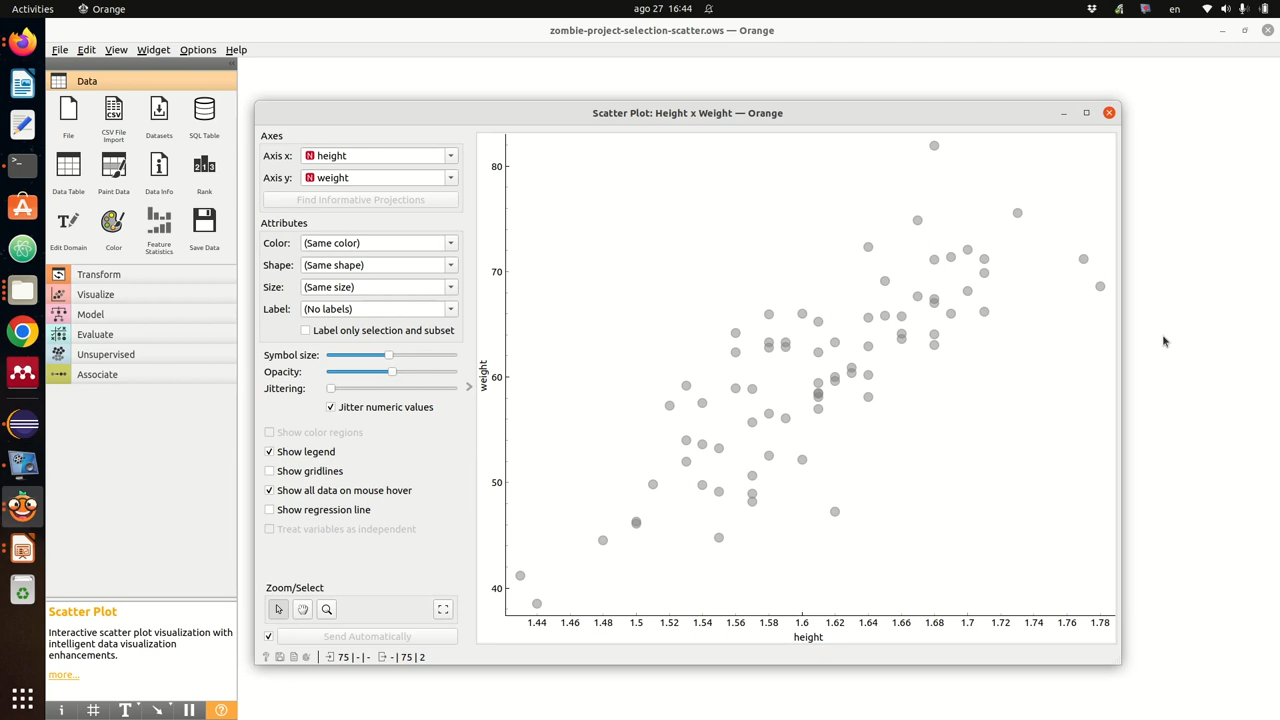 Activities
Orange
ago 27 16:44
en
zombie-project-selection-scatter.ows — Orange
File Edit View Widget Options Help
Data
File
CSV File Import
Datasets
SQL Table
Data Table
Paint Data
Data Info
Rank
Edit Domain
Color
Feature Statistics
Save Data
Transform
Visualize
Model
Evaluate
Unsupervised
Associate
Scatter Plot
Interactive scatter plot visualization with
intelligent data visualization
enhancements.
more...
Scatter Plot: Height x Weight — Orange
Axes
Axis x: N height
Axis y: N weight
Find Informative Projections
Attributes
Color: (Same color)
Shape: (Same shape)
Size: (Same size)
Label: (No labels)
Label only selection and subset
Symbol size:
Opacity:
Jittering:
Jitter numeric values
Show color regions
Show legend
Show gridlines
Show all data on mouse hover
Show regression line
Treat variables as independent
Zoom/Select
Send Automatically
75 | - | - - | 75 | 2
80
70
60
50
40
weight
1.44 1.46 1.48 1.5 1.52 1.54 1.56 1.58 1.6 1.62 1.64 1.66 1.68 1.7 1.72 1.74 1.76 1.78
height